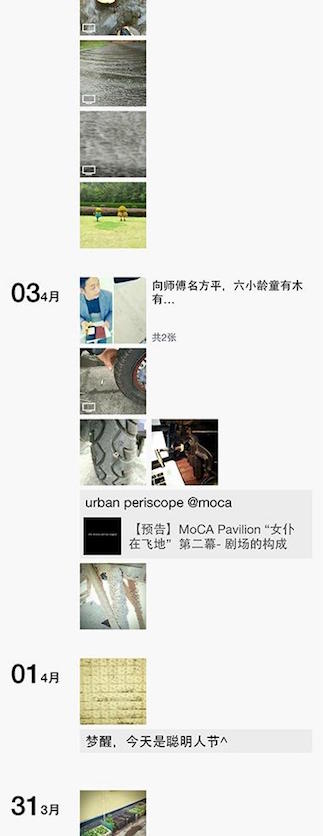 03 4月
向师傅名方平，六小龄童有木
有...
共2张
urban periscope @moca
【预告】MoCA Pavilion “女仆
在飞地”第二幕- 剧场的构成
01 4月
梦醒，今天是聪明人节^
31 3月